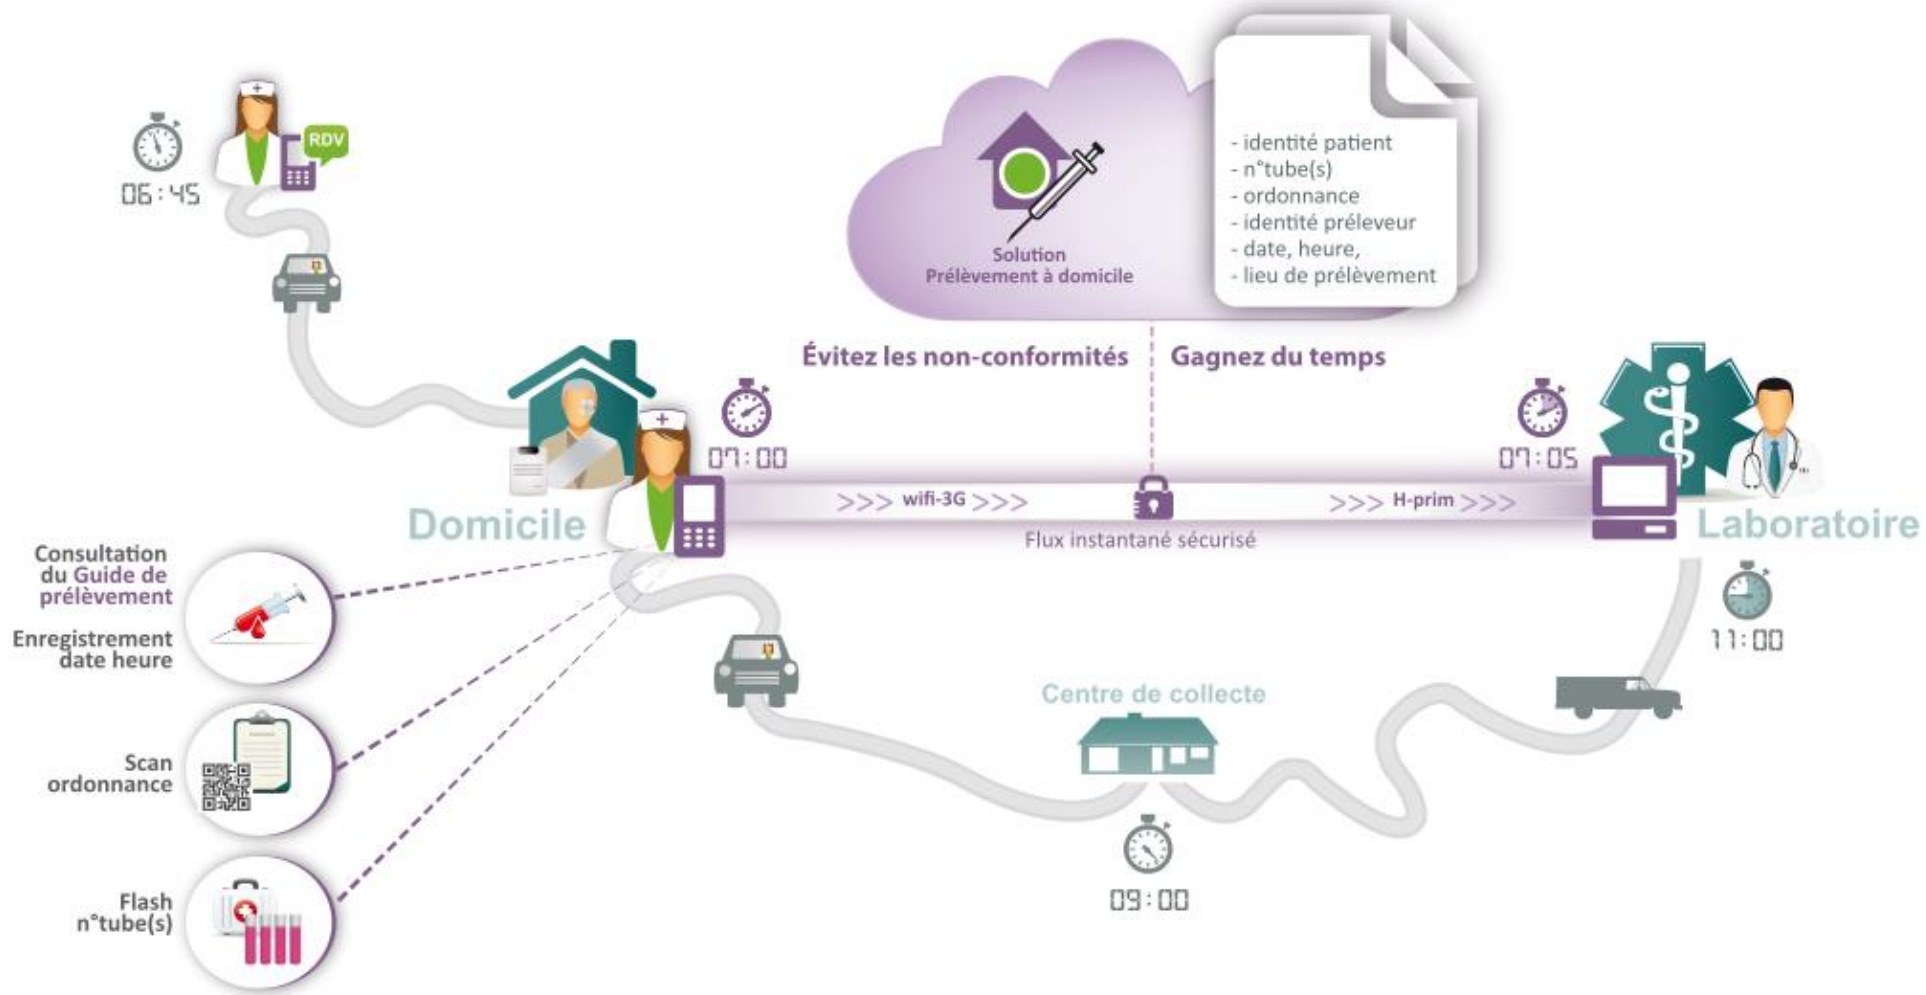 RDV
06:45
- identité patient
- n°tube(s)
- ordonnance
- identité préleveur
- date, heure,
- lieu de prélèvement
Solution
Prélèvement à domicile
Évitez les non-conformités
Gagnez du temps
07:00
07:05
>>> wifi-3G >>>
>>> H-prim >>>
Flux instantané sécurisé
Domicile
Laboratoire
11:00
Consultation
du Guide de
prélèvement
Enregistrement
date heure
Scan
ordonnance
Flash
n°tube(s)
Centre de collecte
09:00